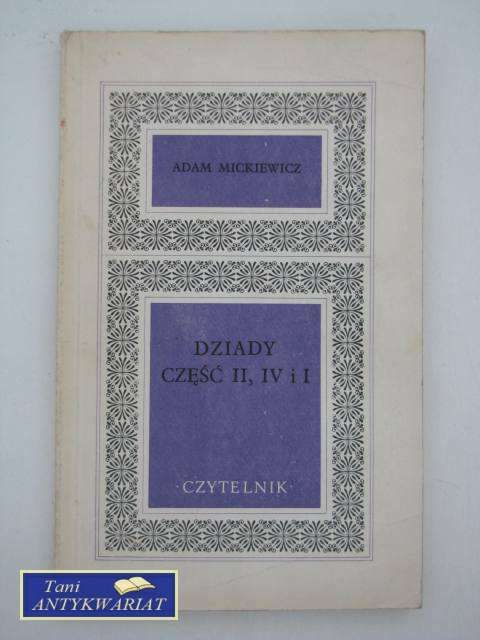 ADAM MICKIEWICZ
DZIADY
CZĘŚĆ II, IV i I
·CZYTELNIK·
Tani
ANTYKWARIAT